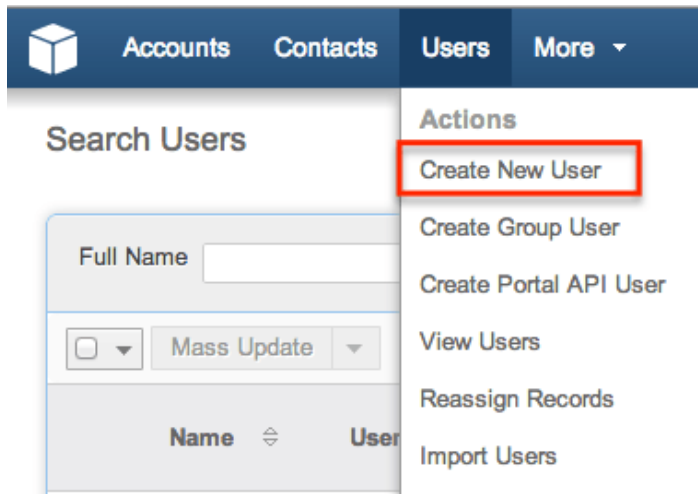 Accounts Contacts Users More
Search Users
Actions
Create New User
Create Group User
Create Portal API User
View Users
Reassign Records
Import Users
Full Name
Mass Update
Name User